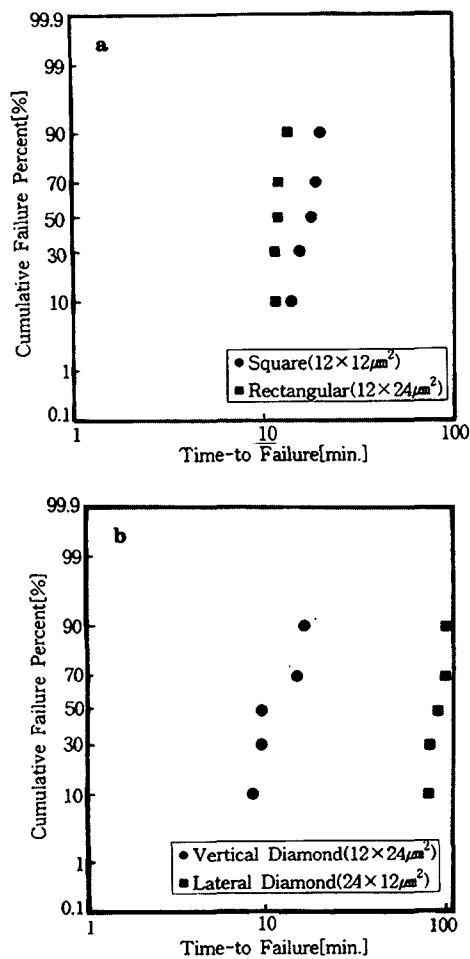 99.9
a
99
90
70
50
30
10
1
0.1
Cumulative Failure Percent[%]
● Square(12×12㎛²)
■ Rectangular(12×24㎛²)
1 10 100
Time-to Failure[min.]
99.9
b
99
90
70
50
30
10
1
0.1
Cumulative Failure Percent[%]
● Vertical Diamond(12×24㎛²)
■ Lateral Diamond(24×12㎛²)
1 10 100
Time-to Failure[min.]